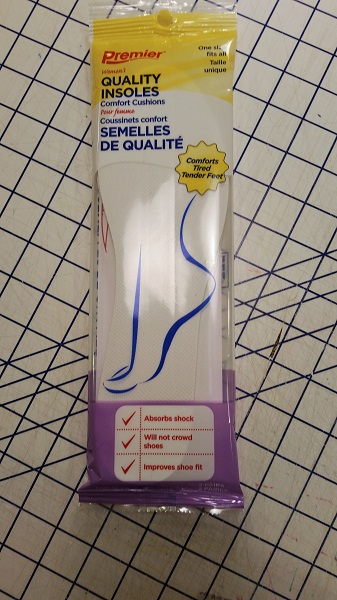 Premier
One size
fits all
Taille
unique
Women's
QUALITY
INSOLES
Comfort Cushions
Pour femme
Coussinets confort
SEMELLES
DE QUALITÉ
Comforts
Tired
Tender Feet
Absorbs shock
Will not crowd
shoes
Improves shoe fit